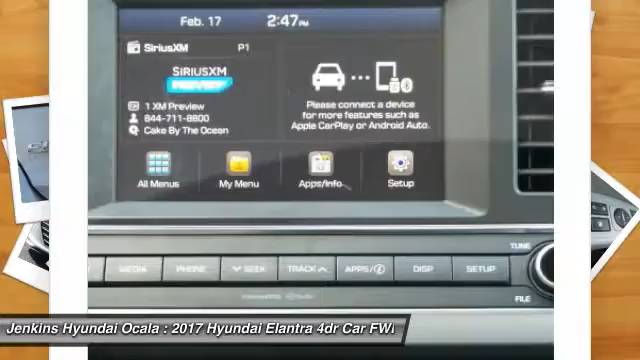 Feb. 17
2:47PM
SiriusXM P1
SIRIUSXM
1 XM Preview
844-711-8800
Cake By The Ocean
Please connect a device
for more features such as
Apple CarPlay or Android Auto.
All Menus
My Menu
Apps/Info
Setup
TUNE
MEDIA
PHONE
SEEK
TRACK
APPS/i
DISP
SETUP
FILE
Jenkins Hyundai Ocala : 2017 Hyundai Elantra 4dr Car FW